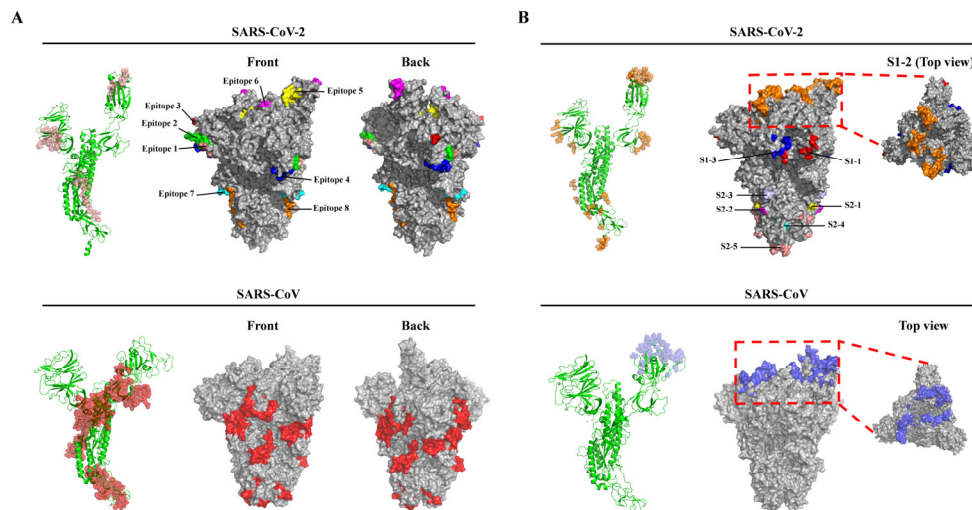 A
SARS-CoV-2
Front
Back
Epitope 6
Epitope 5
Epitope 3
Epitope 2
Epitope 1
Epitope 4
Epitope 7
Epitope 8
SARS-CoV
Front
Back
B
SARS-CoV-2
S1-2 (Top view)
S1-3
S1-1
S2-3
S2-2
S2-1
S2-4
S2-5
SARS-CoV
Top view